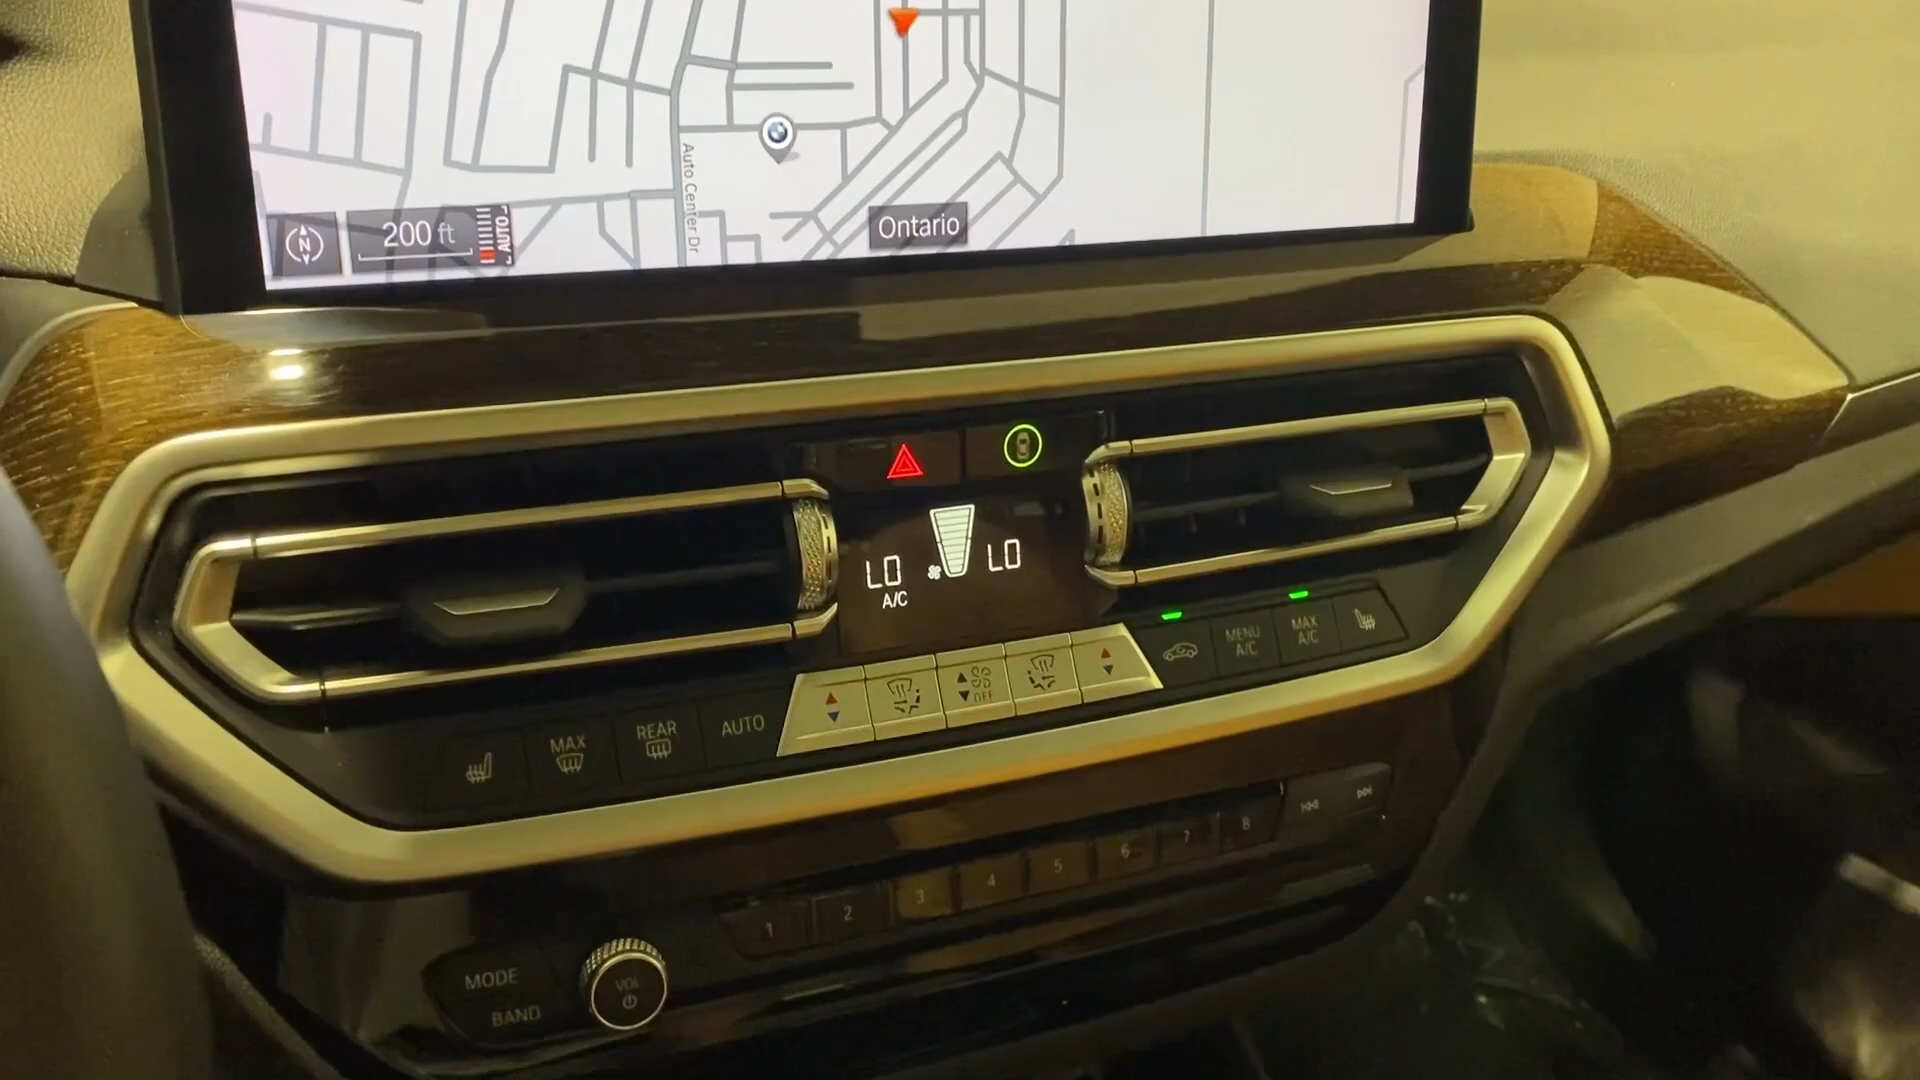 Auto Center Dr
200 ft
AUTO
N
Ontario
LO
LO
A/C
MENU
A/C
MAX
A/C
OFF
AUTO
REAR
MAX
1 2 3 4 5 6 7 8
MODE
VOL
BAND